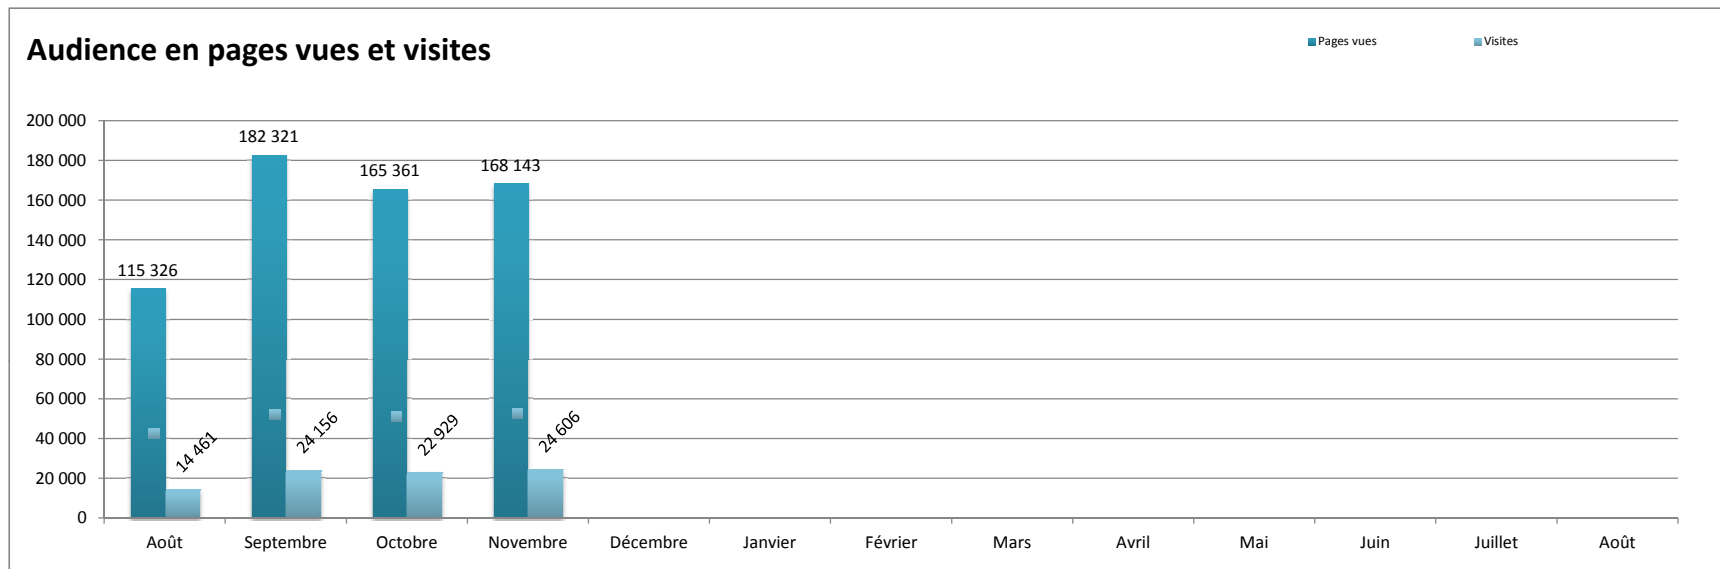 Audience en pages vues et visites
Pages vues
Visites
200 000
180 000
160 000
140 000
120 000
100 000
80 000
60 000
40 000
20 000
0
115 326
182 321
165 361
168 143
14 461
24 156
22 929
24 606
Août
Septembre
Octobre
Novembre
Décembre
Janvier
Février
Mars
Avril
Mai
Juin
Juillet
Août